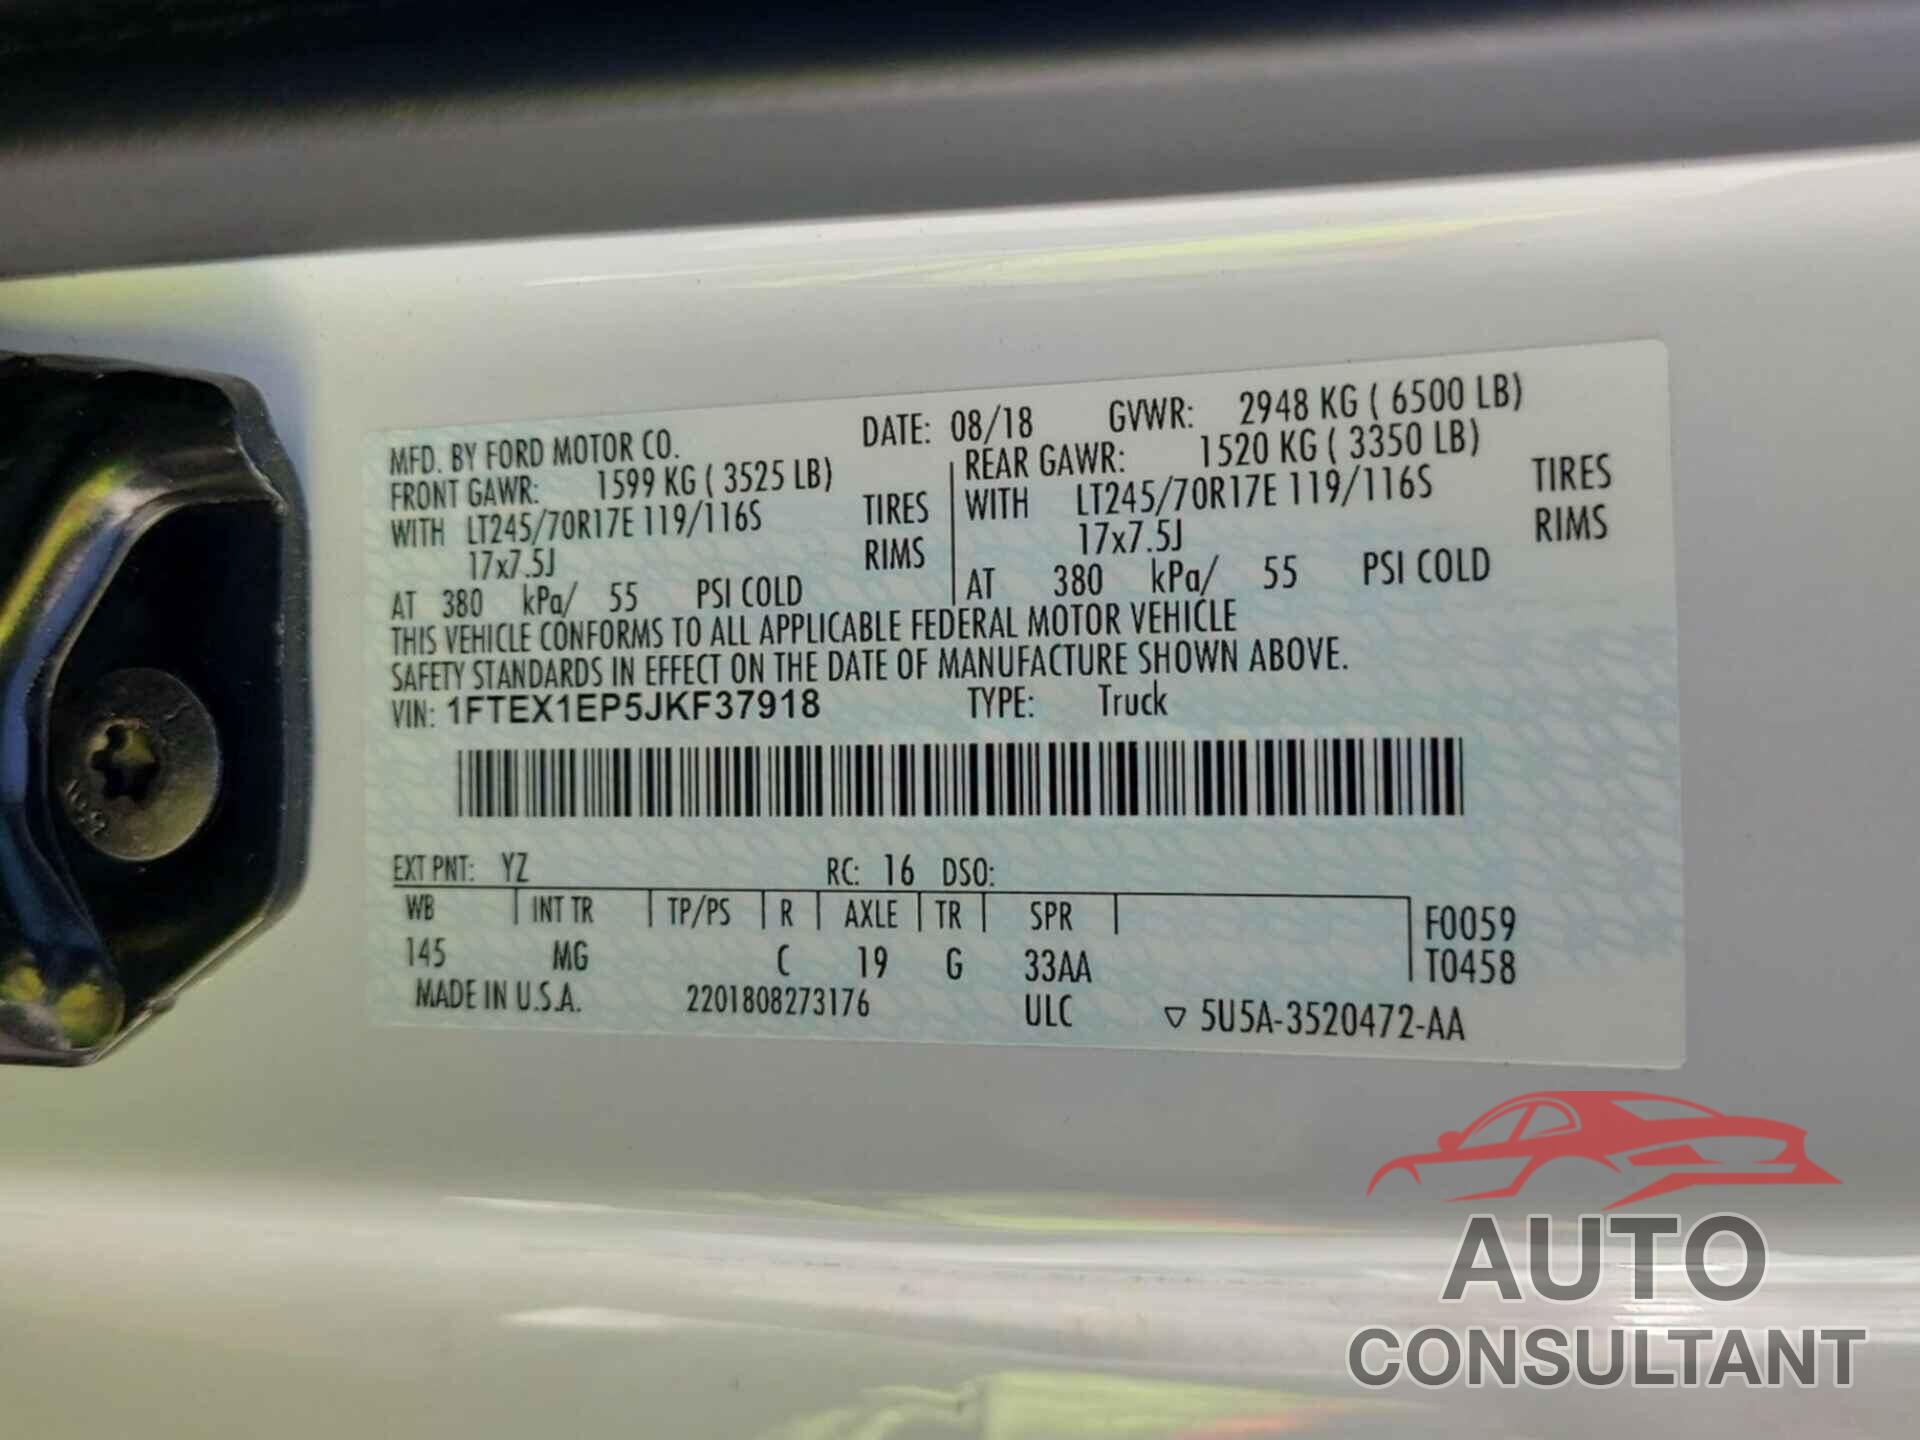 MFD. BY FORD MOTOR CO. DATE: 08/18 GVWR: 2948 KG ( 6500 LB)
FRONT GAWR: 1599 KG ( 3525 LB) REAR GAWR: 1520 KG ( 3350 LB)
WITH LT245/70R17E 119/116S TIRES WITH LT245/70R17E 119/116S TIRES
17x7.5J RIMS 17x7.5J RIMS
AT 380 kPa/ 55 PSI COLD AT 380 kPa/ 55 PSI COLD
THIS VEHICLE CONFORMS TO ALL APPLICABLE FEDERAL MOTOR VEHICLE
SAFETY STANDARDS IN EFFECT ON THE DATE OF MANUFACTURE SHOWN ABOVE.
VIN: 1FTEX1EP5JKF37918 TYPE: Truck
EXT PNT: YZ RC: 16 DSO:
WB INT TR TP/PS R AXLE TR SPR F0059
145 MG C 19 G 33AA T0458
MADE IN U.S.A. 2201808273176 ULC ▽ 5U5A-3520472-AA
AUTO
CONSULTANT